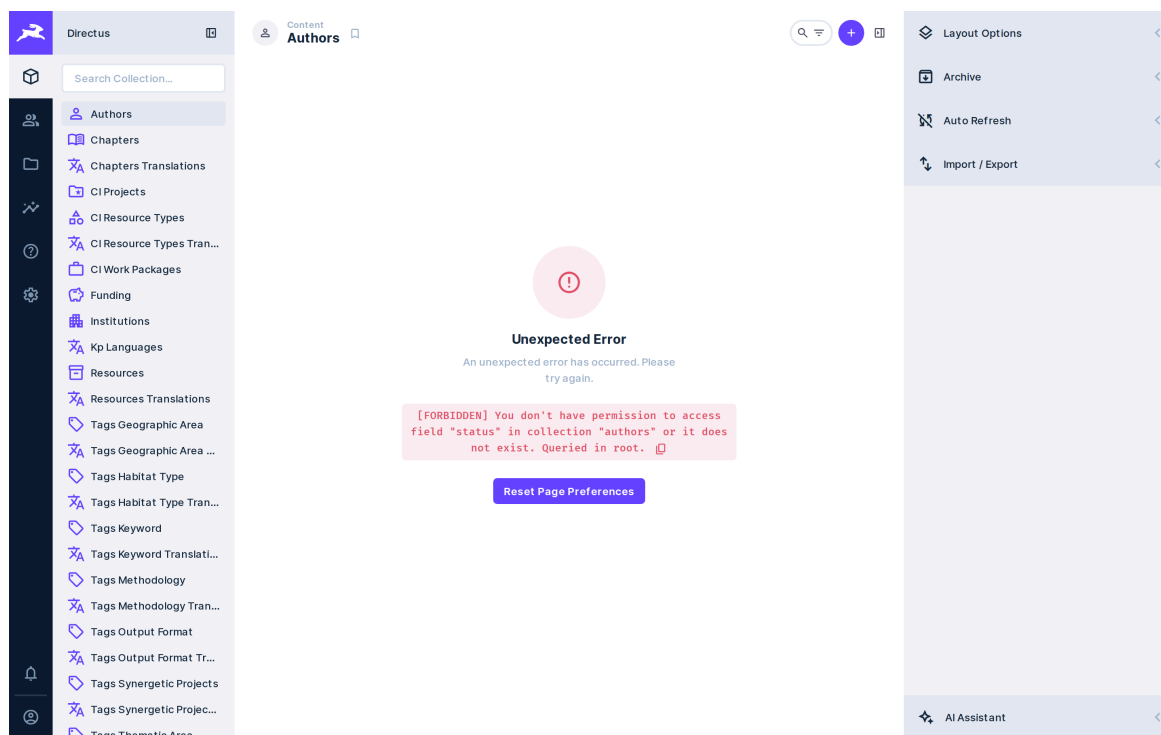 Directus
Search Collection...
Authors
Chapters
Chapters Translations
CI Projects
CI Resource Types
CI Resource Types Tran...
CI Work Packages
Funding
Institutions
Kp Languages
Resources
Resources Translations
Tags Geographic Area
Tags Geographic Area ...
Tags Habitat Type
Tags Habitat Type Tran...
Tags Keyword
Tags Keyword Translati...
Tags Methodology
Tags Methodology Tran...
Tags Output Format
Tags Output Format Tr...
Tags Synergetic Projects
Tags Synergetic Projec...
Tags Thematic Area
Content
Authors
Unexpected Error
An unexpected error has occurred. Please
try again.
[FORBIDDEN] You don't have permission to access
field "status" in collection "authors" or it does
not exist. Queried in root.
Reset Page Preferences
Layout Options
Archive
Auto Refresh
Import / Export
AI Assistant